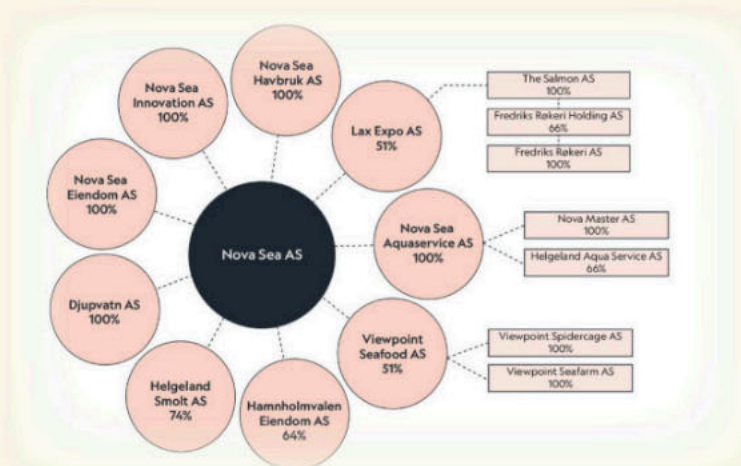 Nova Sea
Havbruk AS
100%
Nova Sea
Innovation AS
100%
Lax Expo AS
51%
The Salmon AS
100%
Fredriks Røkeri Holding AS
66%
Fredriks Røkeri AS
100%
Nova Sea
Eiendom AS
100%
Nova Sea AS
Nova Sea
Aquaservice AS
100%
Nova Master AS
100%
Helgeland Aqua Service AS
66%
Djupvatn AS
100%
Viewpoint
Seafood AS
51%
Viewpoint Spidercage AS
100%
Viewpoint Seafarm AS
100%
Helgeland
Smolt AS
74%
Hamnholmvalen
Eiendom AS
64%